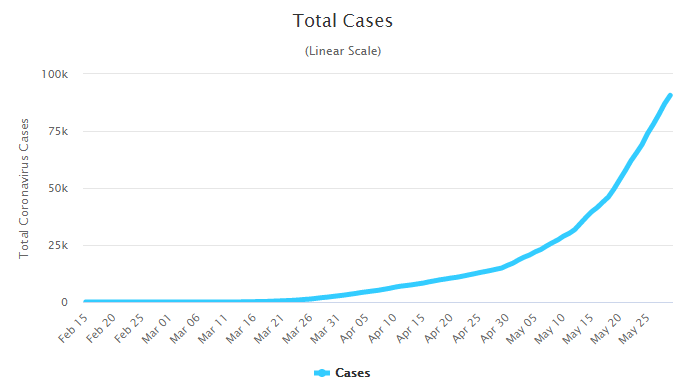 Total Cases
(Linear Scale)
Total Coronavirus Cases
100k
75k
50k
25k
0
Feb 15
Feb 20
Feb 25
Mar 01
Mar 06
Mar 11
Mar 16
Mar 21
Mar 26
Mar 31
Apr 05
Apr 10
Apr 15
Apr 20
Apr 25
Apr 30
May 05
May 10
May 15
May 20
May 25
Cases